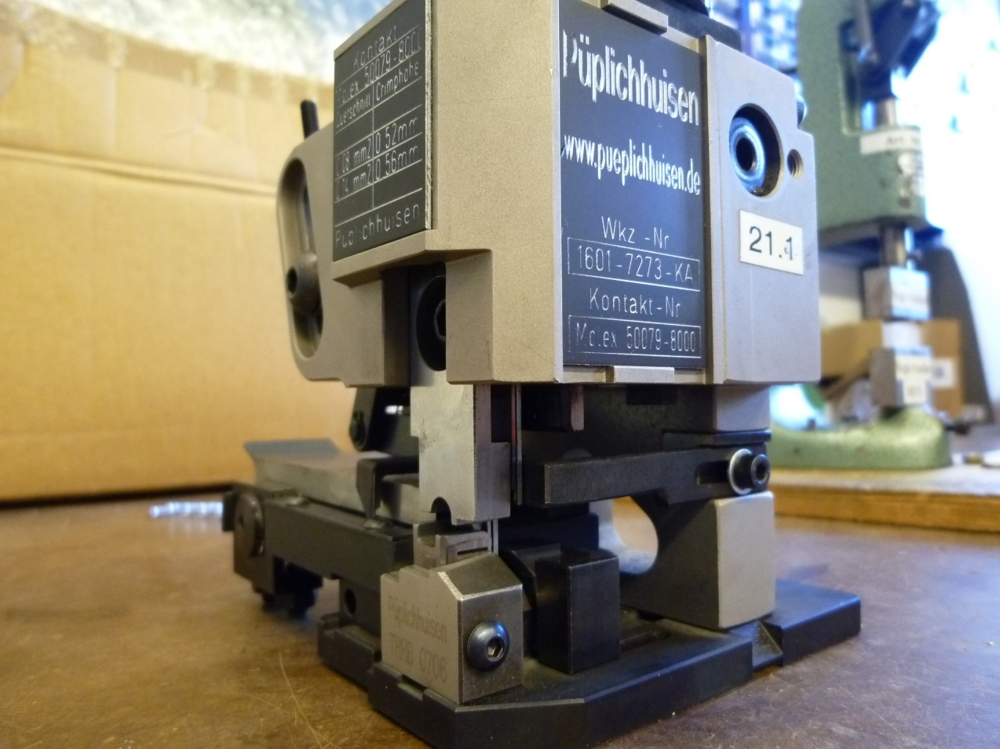 Kontakt
Molex 50079-8000
Querschnitt Crimphöhe
0.08 mm2 0 52mm
0.14 mm2 0 56mm
Püplichhuisen
Püplichhuisen
www.pueplichhuisen.de
Wkz -Nr
1601-7273-KA
Kontakt-Nr
Molex 50079-8000
21.1
Püplichhuisen
0706